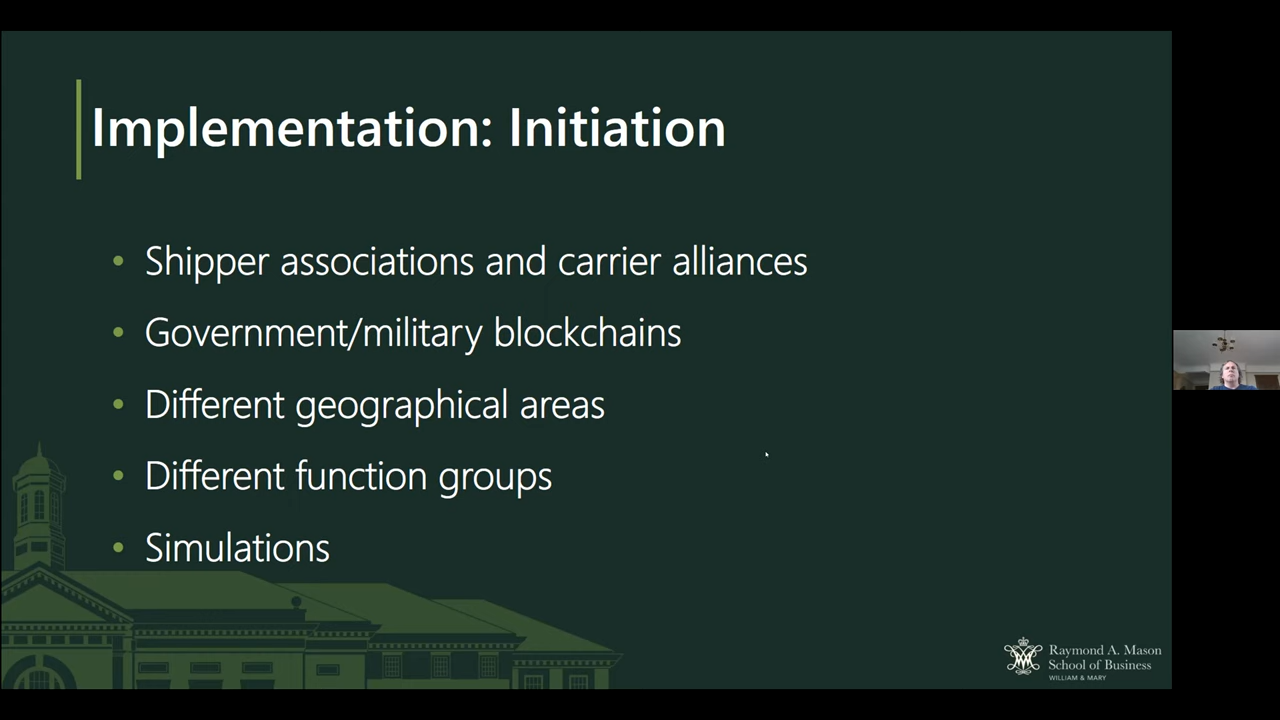 Implementation: Initiation
• Shipper associations and carrier alliances
• Government/military blockchains
• Different geographical areas
• Different function groups
• Simulations
Raymond A. Mason
School of Business
WILLIAM & MARY